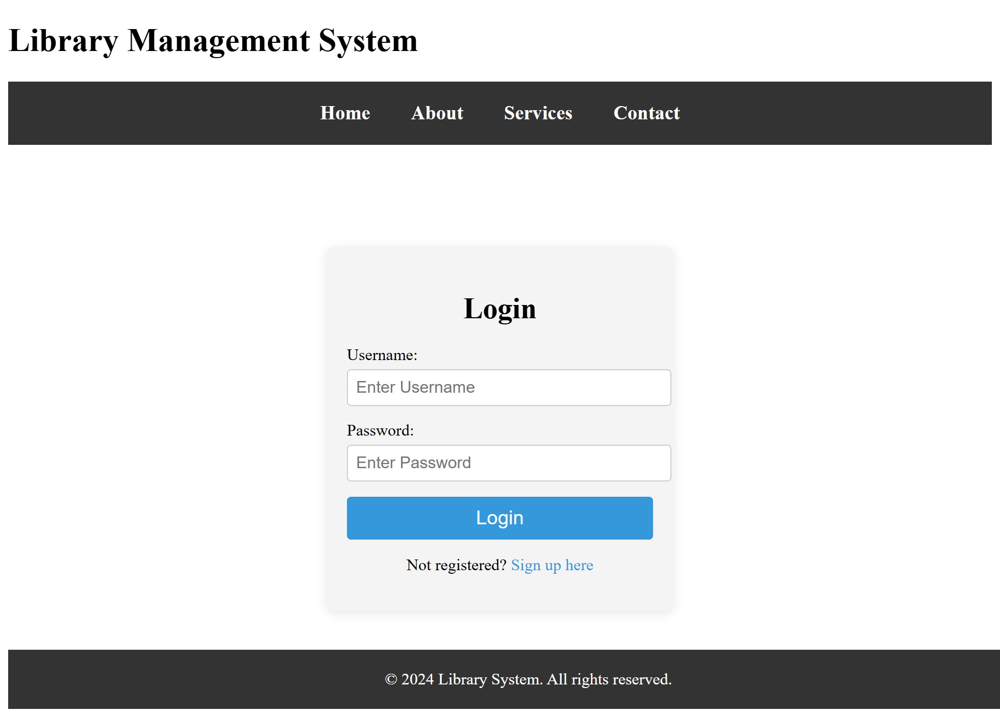 Library Management System
Home About Services Contact
Login
Username:
Enter Username
Password:
Enter Password
Login
Not registered? Sign up here
© 2024 Library System. All rights reserved.